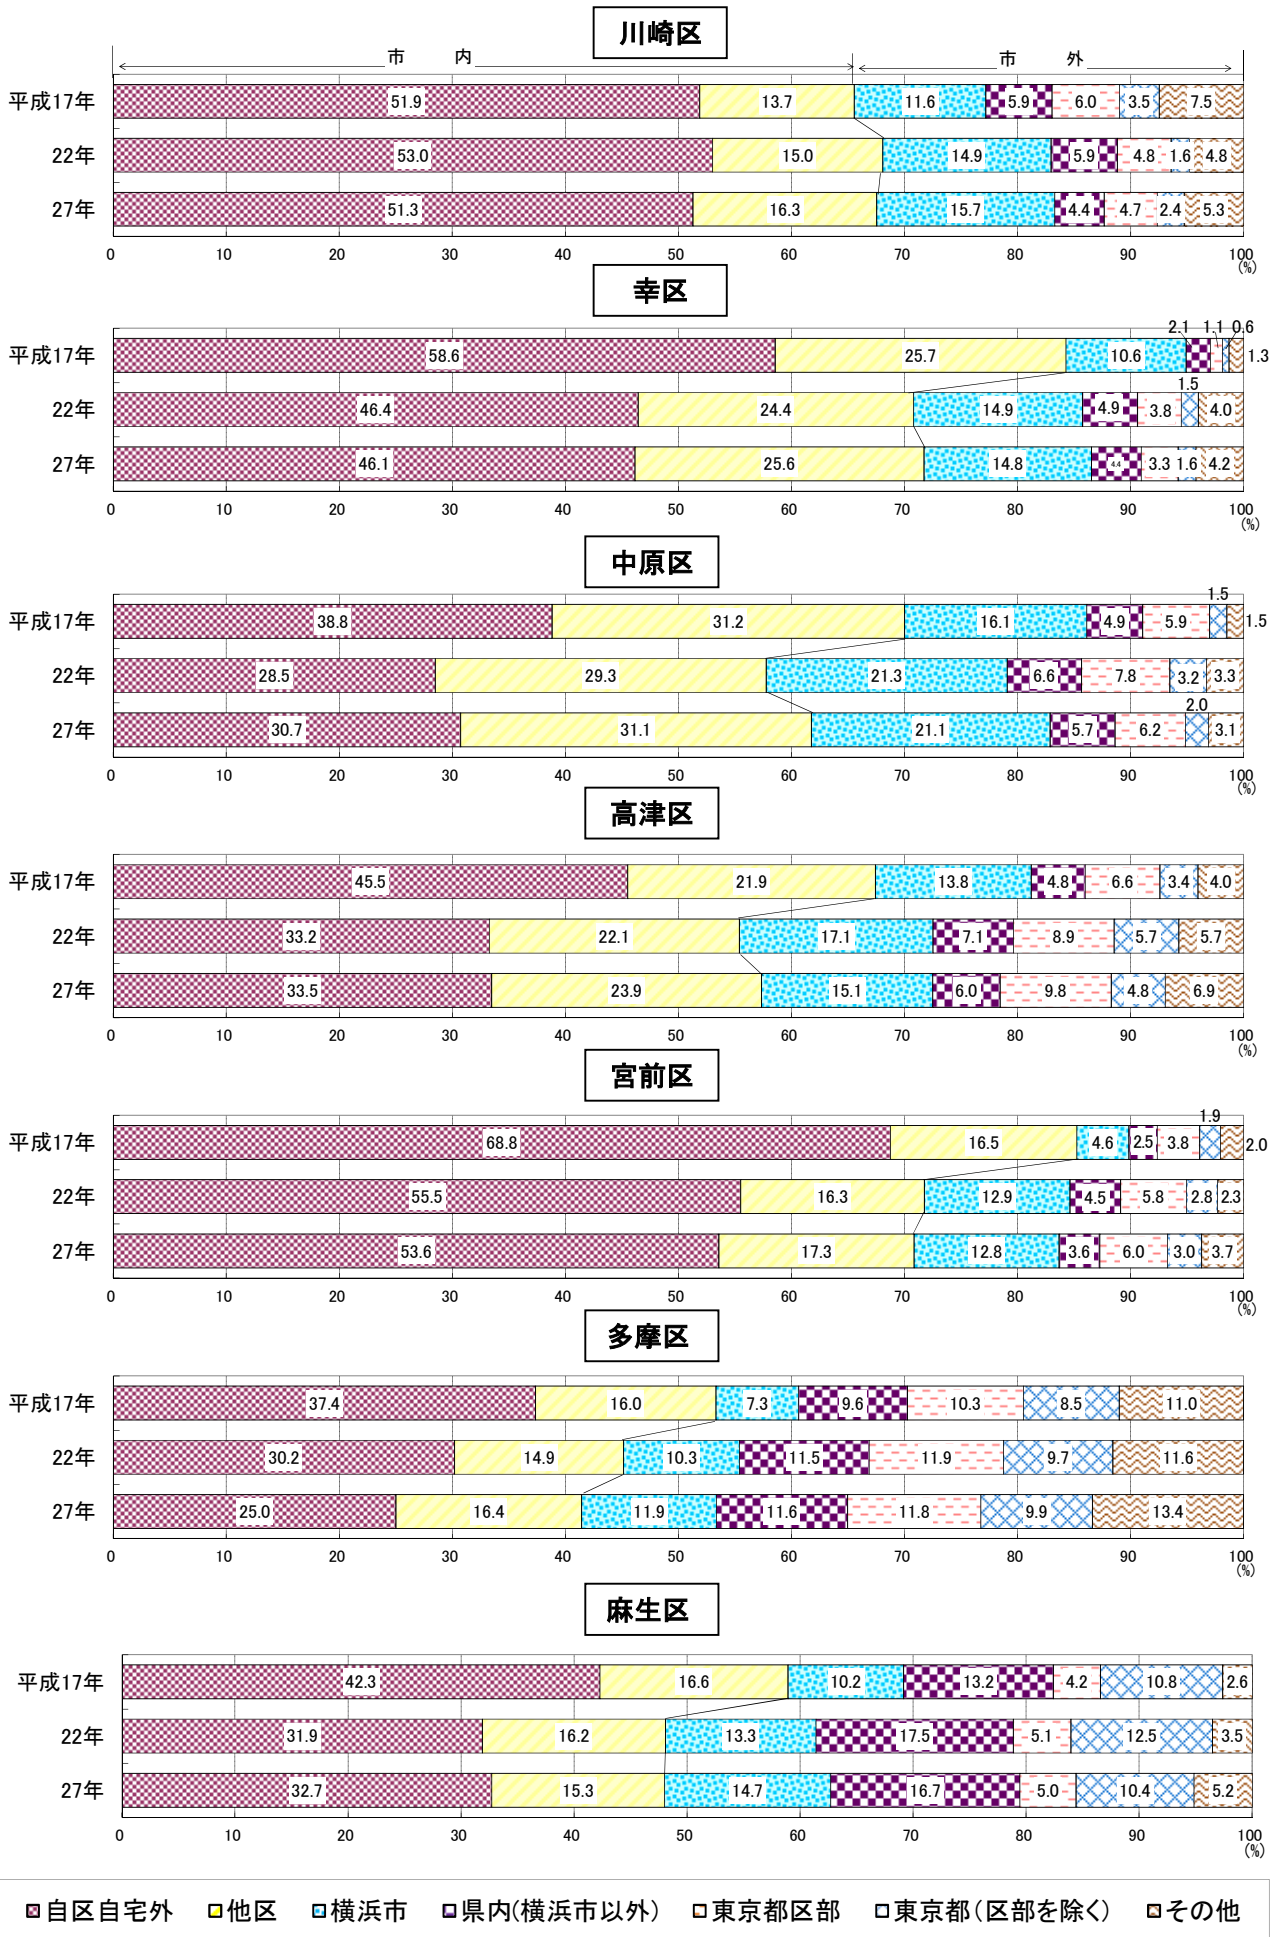 川崎区
市 内 市 外
平成17年 51.9 13.7 11.6 5.9 6.0 3.5 7.5
22年 53.0 15.0 14.9 5.9 4.8 1.6 4.8
27年 51.3 16.3 15.7 4.4 4.7 2.4 5.3
0 10 20 30 40 50 60 70 80 90 100
(%)
幸区
2.1 1.1 0.6
平成17年 58.6 25.7 10.6 1.3
1.5
22年 46.4 24.4 14.9 4.9 3.8 4.0
27年 46.1 25.6 14.8 4.4 3.3 1.6 4.2
0 10 20 30 40 50 60 70 80 90 100
(%)
中原区
1.5
平成17年 38.8 31.2 16.1 4.9 5.9 1.5
22年 28.5 29.3 21.3 6.6 7.8 3.2 3.3
2.0
27年 30.7 31.1 21.1 5.7 6.2 3.1
0 10 20 30 40 50 60 70 80 90 100
(%)
高津区
平成17年 45.5 21.9 13.8 4.8 6.6 3.4 4.0
22年 33.2 22.1 17.1 7.1 8.9 5.7 5.7
27年 33.5 23.9 15.1 6.0 9.8 4.8 6.9
0 10 20 30 40 50 60 70 80 90 100
(%)
宮前区
1.9
平成17年 68.8 16.5 4.6 2.5 3.8 2.0
22年 55.5 16.3 12.9 4.5 5.8 2.8 2.3
27年 53.6 17.3 12.8 3.6 6.0 3.0 3.7
0 10 20 30 40 50 60 70 80 90 100
(%)
多摩区
平成17年 37.4 16.0 7.3 9.6 10.3 8.5 11.0
22年 30.2 14.9 10.3 11.5 11.9 9.7 11.6
27年 25.0 16.4 11.9 11.6 11.8 9.9 13.4
0 10 20 30 40 50 60 70 80 90 100
(%)
麻生区
平成17年 42.3 16.6 10.2 13.2 4.2 10.8 2.6
22年 31.9 16.2 13.3 17.5 5.1 12.5 3.5
27年 32.7 15.3 14.7 16.7 5.0 10.4 5.2
0 10 20 30 40 50 60 70 80 90 100
(%)
自区自宅外 他区 横浜市 県内(横浜市以外) 東京都区部 東京都(区部を除く) その他